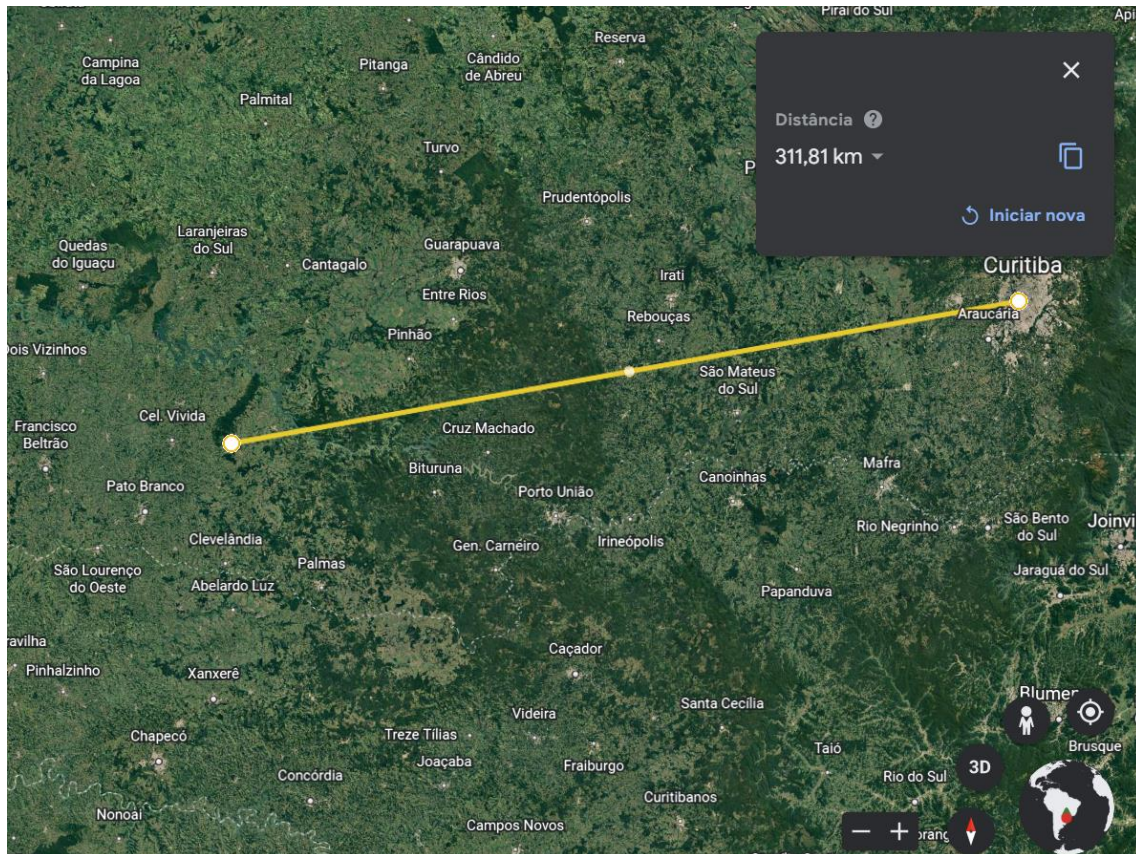 Pirai do Sul
Reserva
Campina
da Lagoa
Pitanga
Cândido
de Abreu
Palmital
Distância
311,81 km
Turvo
P
Prudentópolis
Iniciar nova
Laranjeiras
do Sul
Quedas
do Iguaçu
Guarapuava
Cantagalo
Curitiba
Irati
Entre Rios
Rebouças
Araucária
Pinhão
Dois Vizinhos
São Mateus
do Sul
Cel. Vivida
Francisco
Beltrão
Cruz Machado
Bituruna
Mafra
Canoinhas
Pato Branco
Porto União
Rio Negrinho
São Bento
do Sul
Joinvi
Clevelândia
Gen. Carneiro
Irineópolis
Palmas
São Lourenço
do Oeste
Abelardo Luz
Jaraguá do Sul
Papanduva
ravilha
Caçador
Pinhalzinho
Xanxerê
Blumen
Santa Cecília
Videira
Chapecó
Treze Tílias
Taió
Brusque
Joaçaba
Fraiburgo
3D
Concórdia
Rio do Sul
Curitibanos
Nonoai
Campos Novos
orang